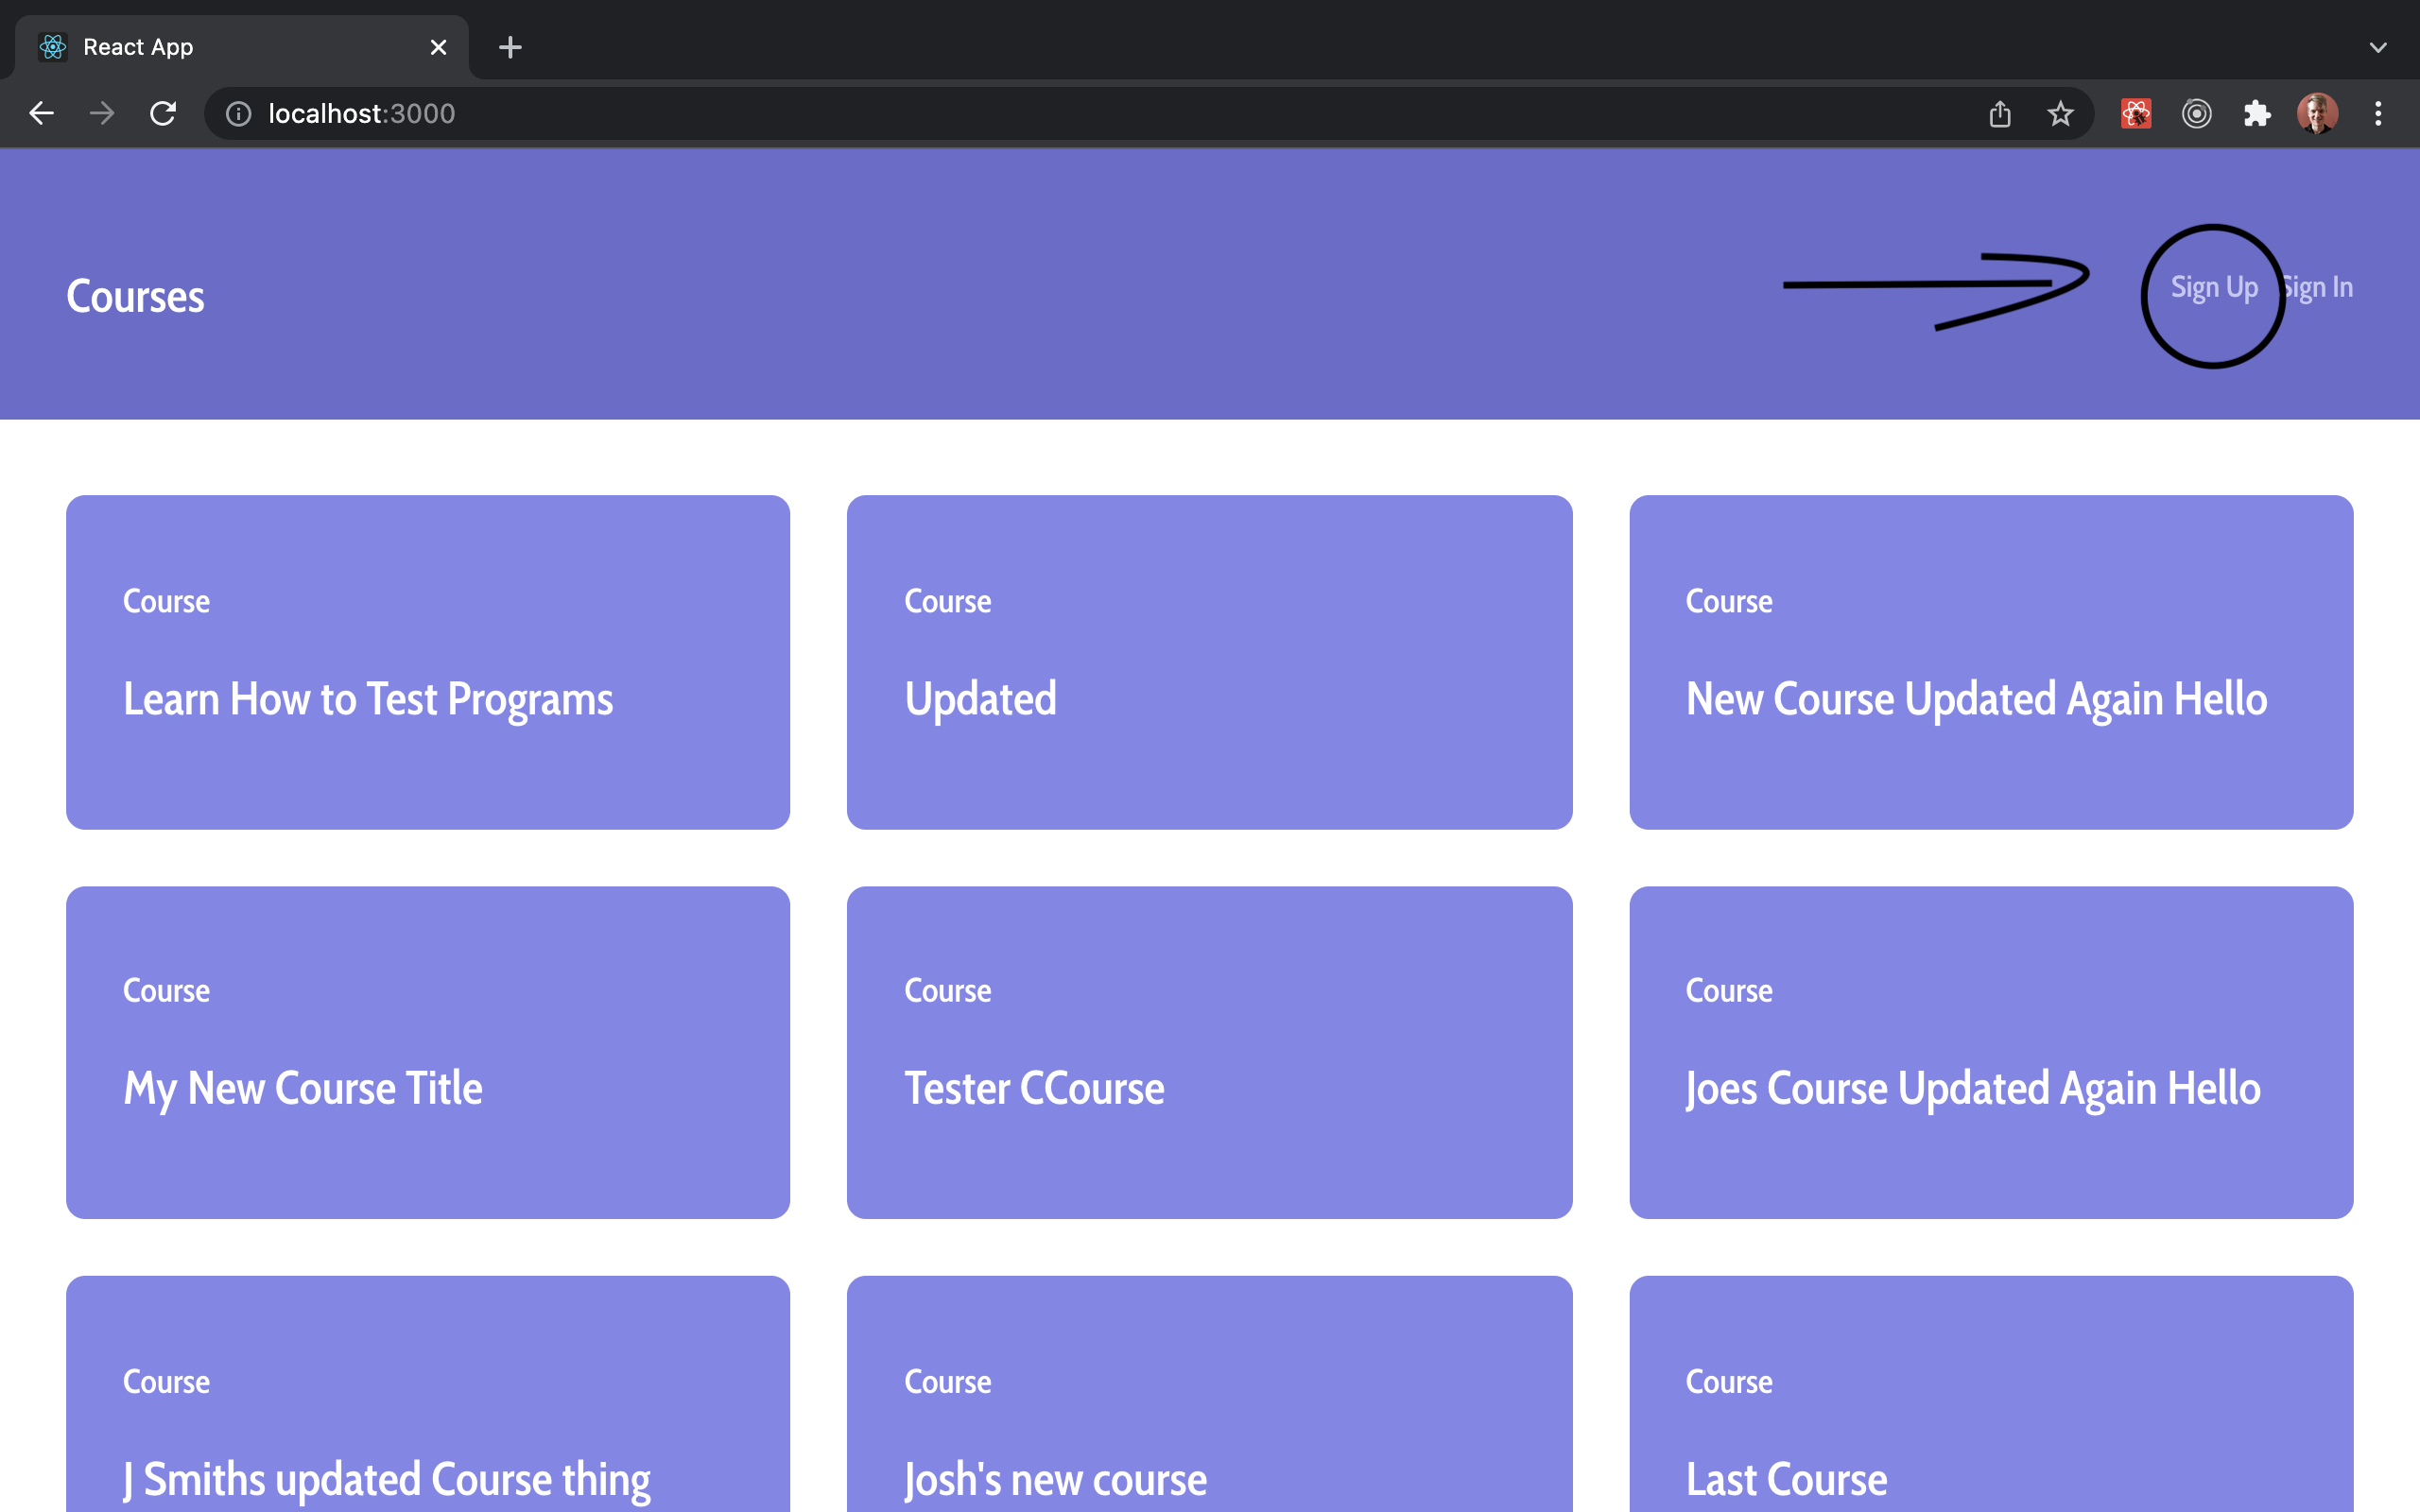 React App
localhost:3000
Courses
Sign Up Sign In
Course Course Course
Learn How to Test Programs Updated New Course Updated Again Hello
Course Course Course
My New Course Title Tester CCourse Joes Course Updated Again Hello
Course Course Course
J Smiths updated Course thing Josh's new course Last Course